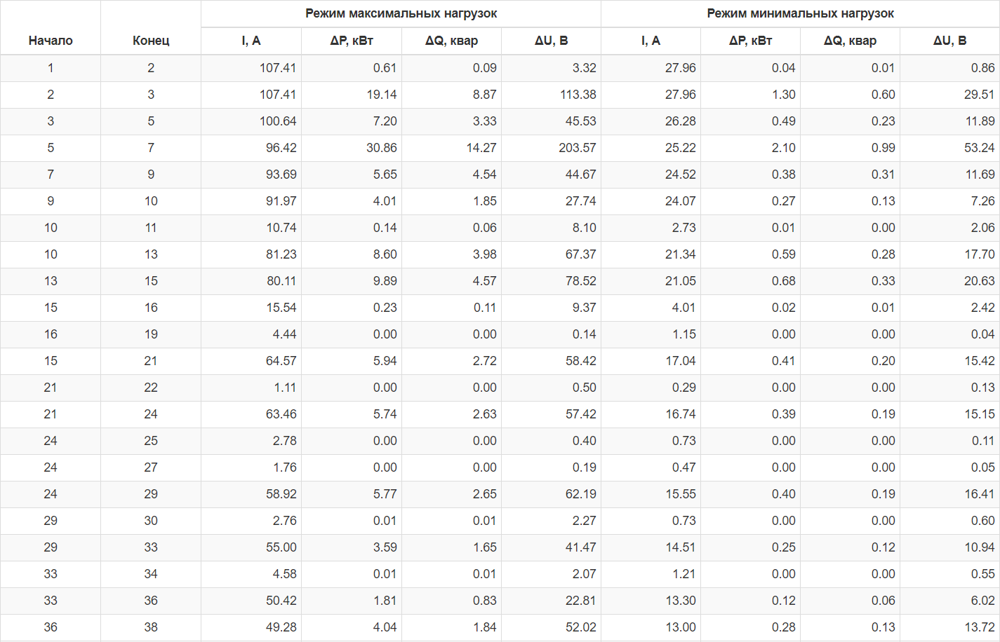 Режим максимальных нагрузок Режим минимальных нагрузок
Начало Конец I, А ΔP, кВт ΔQ, квар ΔU, В I, А ΔP, кВт ΔQ, квар ΔU, В
1 2 107.41 0.61 0.09 3.32 27.96 0.04 0.01 0.86
2 3 107.41 19.14 8.87 113.38 27.96 1.30 0.60 29.51
3 5 100.64 7.20 3.33 45.53 26.28 0.49 0.23 11.89
5 7 96.42 30.86 14.27 203.57 25.22 2.10 0.99 53.24
7 9 93.69 5.65 4.54 44.67 24.52 0.38 0.31 11.69
9 10 91.97 4.01 1.85 27.74 24.07 0.27 0.13 7.26
10 11 10.74 0.14 0.06 8.10 2.73 0.01 0.00 2.06
10 13 81.23 8.60 3.98 67.37 21.34 0.59 0.28 17.70
13 15 80.11 9.89 4.57 78.52 21.05 0.68 0.33 20.63
15 16 15.54 0.23 0.11 9.37 4.01 0.02 0.01 2.42
16 19 4.44 0.00 0.00 0.14 1.15 0.00 0.00 0.04
15 21 64.57 5.94 2.72 58.42 17.04 0.41 0.20 15.42
21 22 1.11 0.00 0.00 0.50 0.29 0.00 0.00 0.13
21 24 63.46 5.74 2.63 57.42 16.74 0.39 0.19 15.15
24 25 2.78 0.00 0.00 0.40 0.73 0.00 0.00 0.11
24 27 1.76 0.00 0.00 0.19 0.47 0.00 0.00 0.05
24 29 58.92 5.77 2.65 62.19 15.55 0.40 0.19 16.41
29 30 2.76 0.01 0.01 2.27 0.73 0.00 0.00 0.60
29 33 55.00 3.59 1.65 41.47 14.51 0.25 0.12 10.94
33 34 4.58 0.01 0.01 2.07 1.21 0.00 0.00 0.55
33 36 50.42 1.81 0.83 22.81 13.30 0.12 0.06 6.02
36 38 49.28 4.04 1.84 52.02 13.00 0.28 0.13 13.72